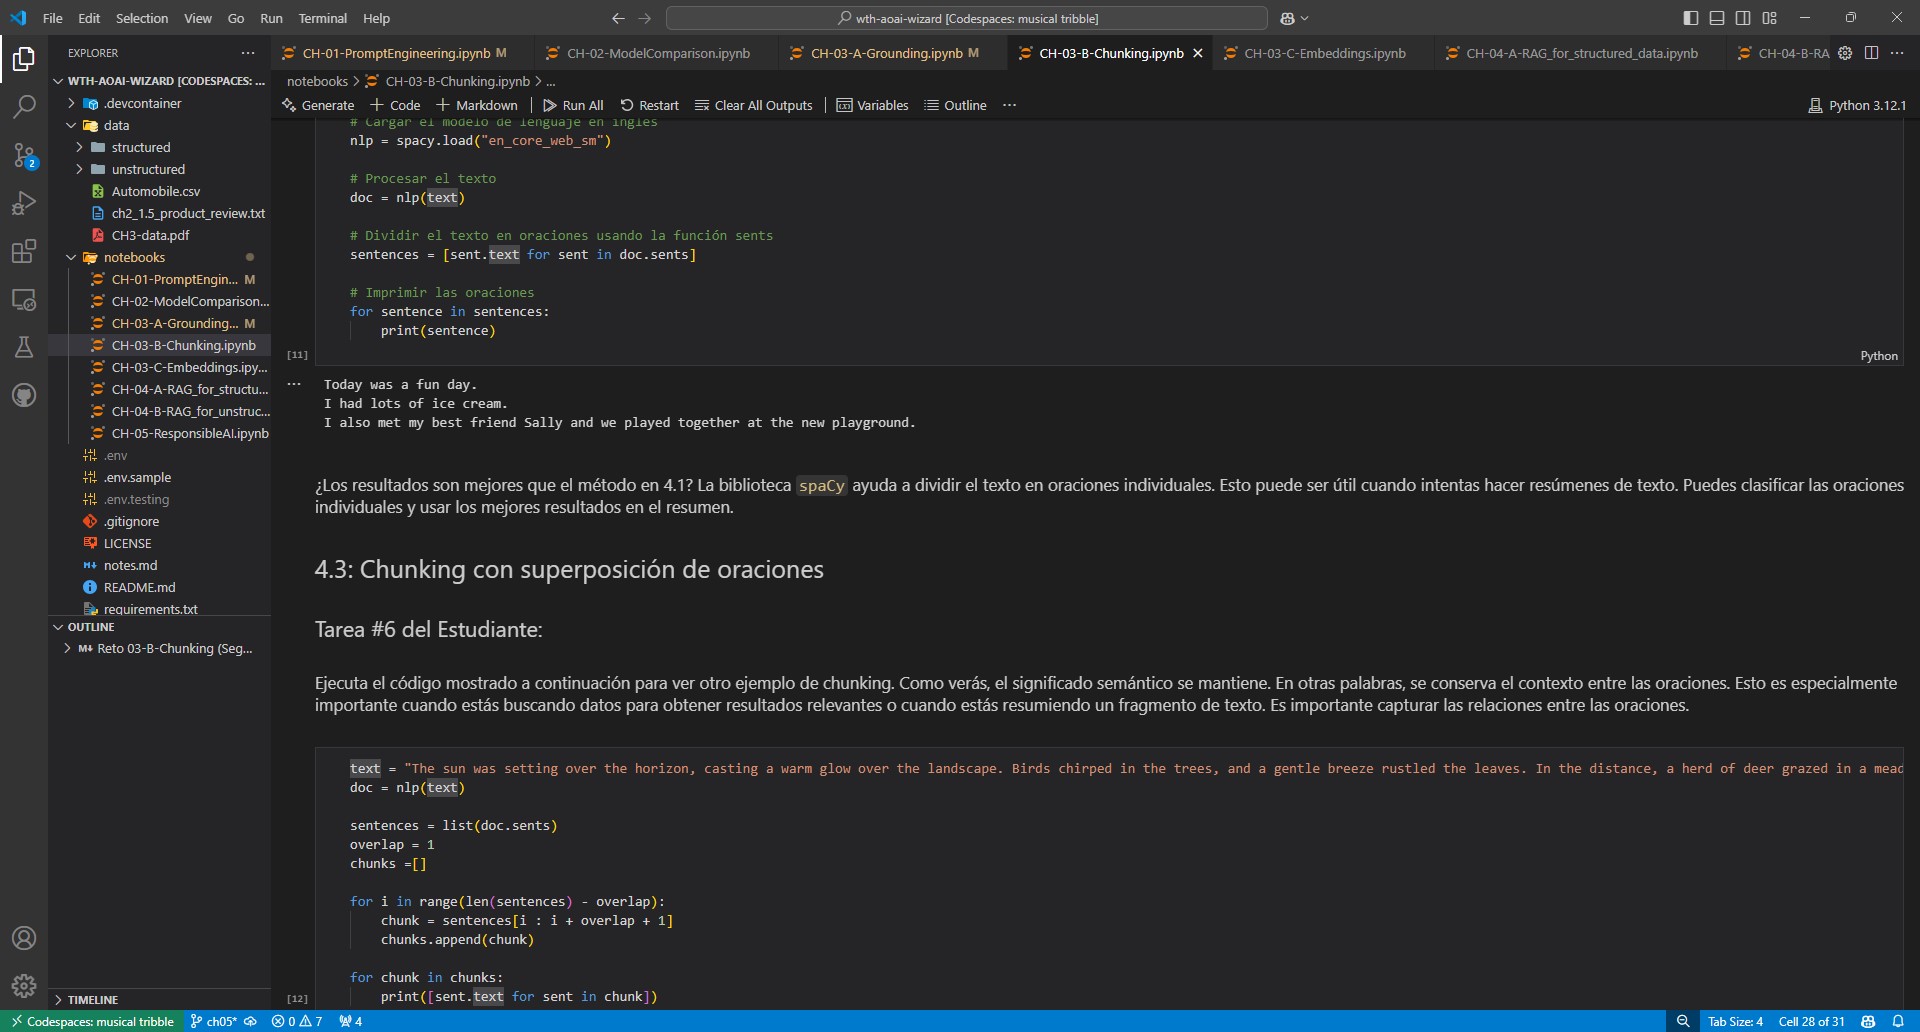 File Edit Selection View Go Run Terminal Help
wth-aoai-wizard [Codespaces: musical tribble]
EXPLORER
CH-01-PromptEngineering.ipynb M
CH-02-ModelComparison.ipynb
CH-03-A-Grounding.ipynb M
CH-03-B-Chunking.ipynb
CH-03-C-Embeddings.ipynb
CH-04-A-RAG_for_structured_data.ipynb
CH-04-B-RA
WTH-AOAI-WIZARD [CODESPACES: ...
.devcontainer
data
structured
unstructured
Automobile.csv
ch2_1.5_product_review.txt
CH3-data.pdf
notebooks
CH-01-PromptEngin... M
CH-02-ModelComparison...
CH-03-A-Grounding... M
CH-03-B-Chunking.ipynb
CH-03-C-Embeddings.ipy...
CH-04-A-RAG_for_structu...
CH-04-B-RAG_for_unstruc...
CH-05-ResponsibleAI.ipynb
.env
.env.sample
.env.testing
.gitignore
LICENSE
notes.md
README.md
requirements.txt
OUTLINE
Reto 03-B-Chunking (Seg...
TIMELINE
notebooks > CH-03-B-Chunking.ipynb > ...
Generate + Code + Markdown Run All Restart Clear All Outputs Variables Outline ... Python 3.12.1
# Cargar el modelo de lenguaje en inglés
nlp = spacy.load("en_core_web_sm")
# Procesar el texto
doc = nlp(text)
# Dividir el texto en oraciones usando la función sents
sentences = [sent.text for sent in doc.sents]
# Imprimir las oraciones
for sentence in sentences:
print(sentence)
[11]
Python
Today was a fun day.
I had lots of ice cream.
I also met my best friend Sally and we played together at the new playground.
¿Los resultados son mejores que el método en 4.1? La biblioteca spaCy ayuda a dividir el texto en oraciones individuales. Esto puede ser útil cuando intentas hacer resúmenes de texto. Puedes clasificar las oraciones
individuales y usar los mejores resultados en el resumen.
4.3: Chunking con superposición de oraciones
Tarea #6 del Estudiante:
Ejecuta el código mostrado a continuación para ver otro ejemplo de chunking. Como verás, el significado semántico se mantiene. En otras palabras, se conserva el contexto entre las oraciones. Esto es especialmente
importante cuando estás buscando datos para obtener resultados relevantes o cuando estás resumiendo un fragmento de texto. Es importante capturar las relaciones entre las oraciones.
text = "The sun was setting over the horizon, casting a warm glow over the landscape. Birds chirped in the trees, and a gentle breeze rustled the leaves. In the distance, a herd of deer grazed in a mead
doc = nlp(text)
sentences = list(doc.sents)
overlap = 1
chunks =[]
for i in range(len(sentences) - overlap):
chunk = sentences[i : i + overlap + 1]
chunks.append(chunk)
for chunk in chunks:
print([sent.text for sent in chunk])
[12]
Codespaces: musical tribble ch05* 0 7 4 Tab Size: 4 Cell 28 of 31